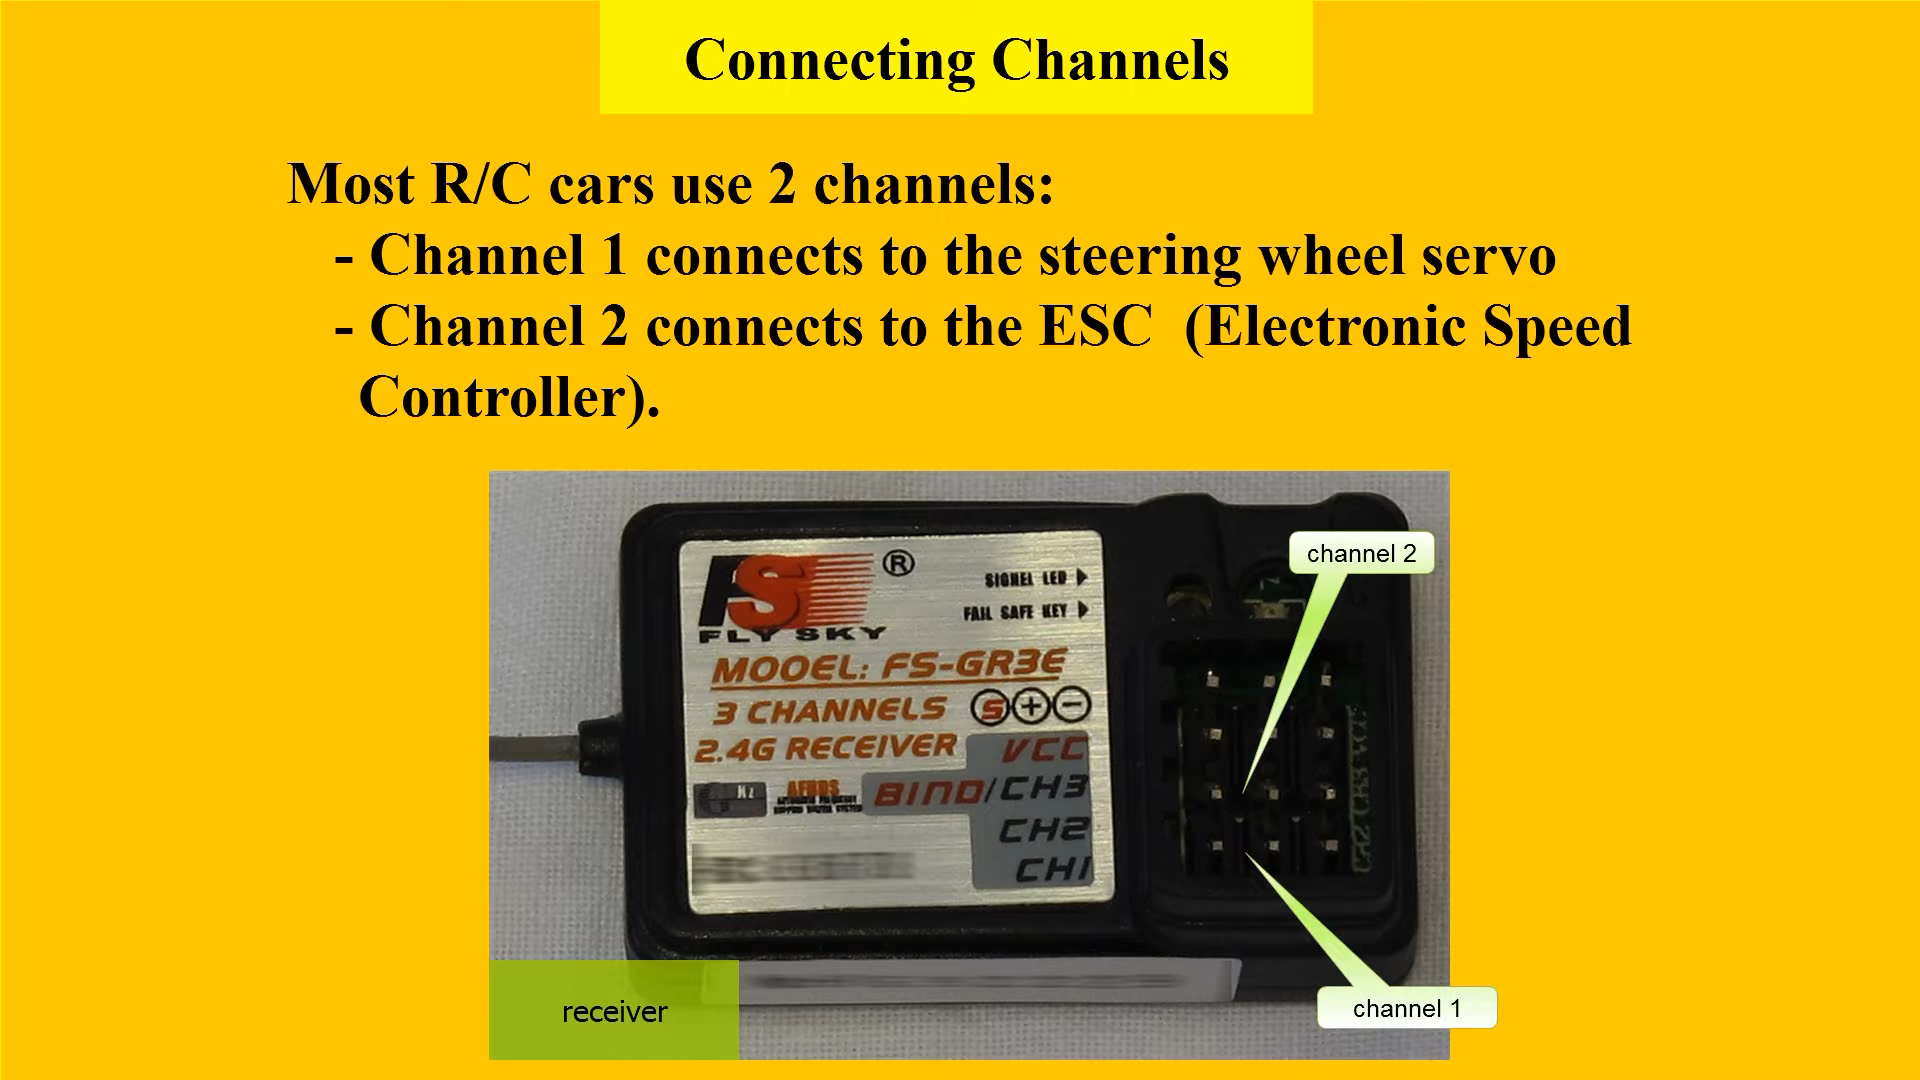 Connecting Channels
Most R/C cars use 2 channels:
- Channel 1 connects to the steering wheel servo
- Channel 2 connects to the ESC (Electronic Speed
Controller).
channel 2
FS ®
FLY SKY
SIGNEL LED
FAIL SAFE KEY
MODEL: FS-GR3E
3 CHANNELS S + −
2.4G RECEIVER
VCC
BIND/CH3
CH2
CH1
channel 1
receiver